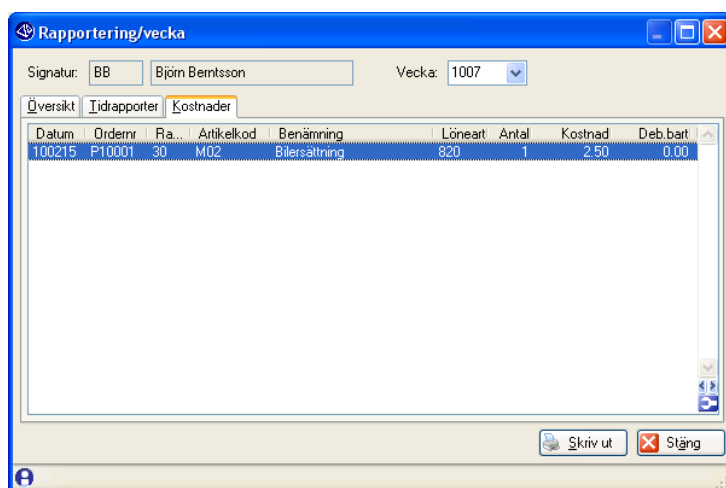 Rapportering/vecka
Signatur: BB Björn Berntsson Vecka: 1007
Översikt Tidrapporter Kostnader
Datum Ordernr Ra... Artikelkod Benämning Löneart Antal Kostnad Deb.bart
100215 P10001 30 M02 Bilersättning 820 1 2.50 0.00
Skriv ut Stäng